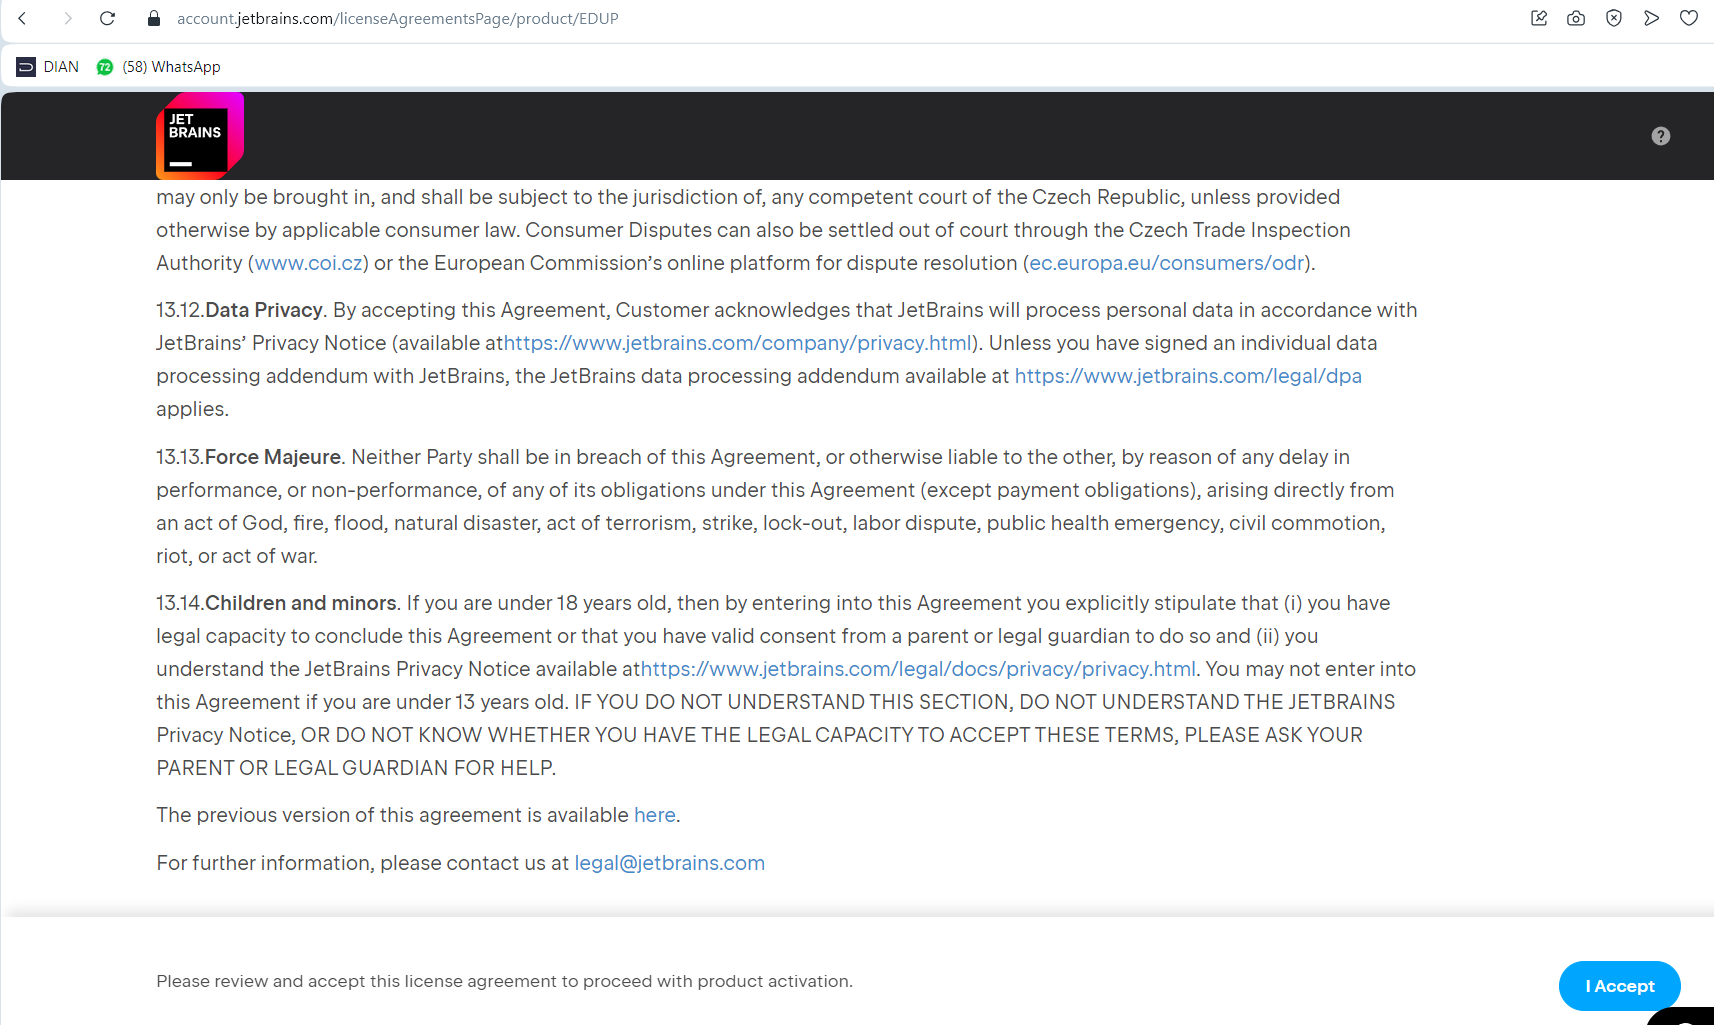 account.jetbrains.com/licenseAgreementsPage/product/EDUP
DIAN
72
(58) WhatsApp
JET
BRAINS
?
may only be brought in, and shall be subject to the jurisdiction of, any competent court of the Czech Republic, unless provided
otherwise by applicable consumer law. Consumer Disputes can also be settled out of court through the Czech Trade Inspection
Authority (www.coi.cz) or the European Commission’s online platform for dispute resolution (ec.europa.eu/consumers/odr).
13.12.Data Privacy. By accepting this Agreement, Customer acknowledges that JetBrains will process personal data in accordance with
JetBrains’ Privacy Notice (available athttps://www.jetbrains.com/company/privacy.html). Unless you have signed an individual data
processing addendum with JetBrains, the JetBrains data processing addendum available at https://www.jetbrains.com/legal/dpa
applies.
13.13.Force Majeure. Neither Party shall be in breach of this Agreement, or otherwise liable to the other, by reason of any delay in
performance, or non-performance, of any of its obligations under this Agreement (except payment obligations), arising directly from
an act of God, fire, flood, natural disaster, act of terrorism, strike, lock-out, labor dispute, public health emergency, civil commotion,
riot, or act of war.
13.14.Children and minors. If you are under 18 years old, then by entering into this Agreement you explicitly stipulate that (i) you have
legal capacity to conclude this Agreement or that you have valid consent from a parent or legal guardian to do so and (ii) you
understand the JetBrains Privacy Notice available athttps://www.jetbrains.com/legal/docs/privacy/privacy.html. You may not enter into
this Agreement if you are under 13 years old. IF YOU DO NOT UNDERSTAND THIS SECTION, DO NOT UNDERSTAND THE JETBRAINS
Privacy Notice, OR DO NOT KNOW WHETHER YOU HAVE THE LEGAL CAPACITY TO ACCEPT THESE TERMS, PLEASE ASK YOUR
PARENT OR LEGAL GUARDIAN FOR HELP.
The previous version of this agreement is available here.
For further information, please contact us at legal@jetbrains.com
Please review and accept this license agreement to proceed with product activation.
I Accept